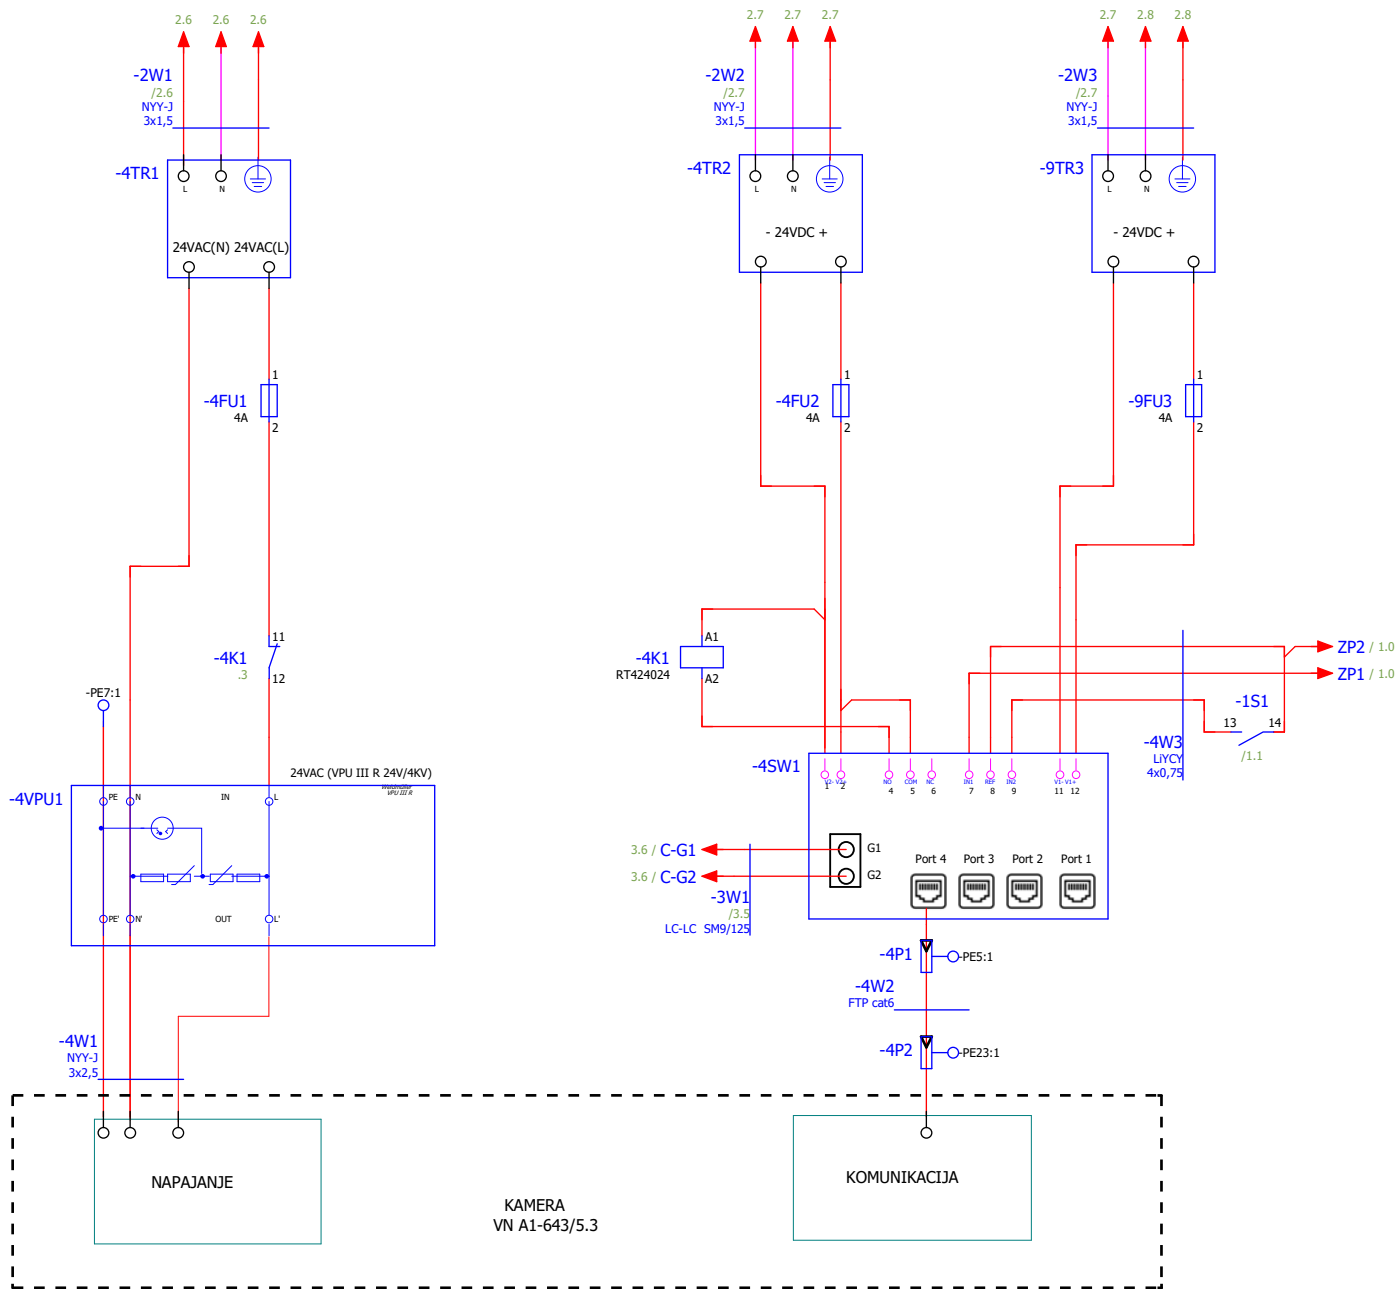 2.6 2.6 2.6
2.7 2.7 2.7
2.7 2.8 2.8
-2W1
/2.6
NYY-J
3x1,5
-2W2
/2.7
NYY-J
3x1,5
-2W3
/2.7
NYY-J
3x1,5
-4TR1
L N
24VAC(N) 24VAC(L)
-4TR2
L N
- 24VDC +
-9TR3
L N
- 24VDC +
1
-4FU1
4A
2
1
-4FU2
4A
2
1
-9FU3
4A
2
11
-4K1
.3
12
A1
-4K1
RT424024
A2
ZP2 / 1.0
ZP1 / 1.0
-1S1
13 14
/1.1
-4W3
LiYCY
4x0,75
-PE7:1
24VAC (VPU III R 24V/4KV)
Weidmüller
VPU III R
-4VPU1
PE N IN L
PE' N' OUT L'
-4SW1
V2- V2+ NO COM NC IN1 REF IN2 V1- V1+
1 2 4 5 6 7 8 9 11 12
3.6 / C-G1
G1
3.6 / C-G2
G2
Port 4 Port 3 Port 2 Port 1
-3W1
/3.5
LC-LC SM9/125
-4P1
-PE5:1
-4W2
FTP cat6
-4P2
-PE23:1
-4W1
NYY-J
3x2,5
NAPAJANJE
KOMUNIKACIJA
KAMERA
VN A1-643/5.3